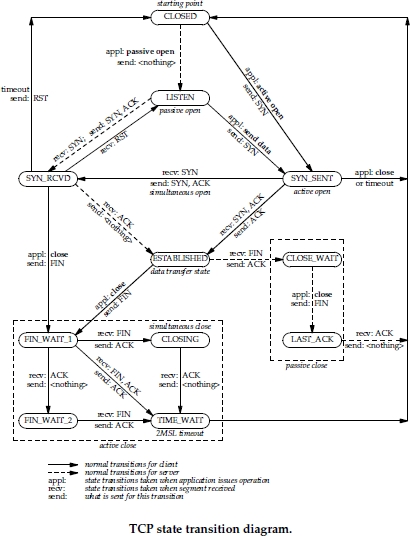 starting point
CLOSED
appl: passive open
send: <nothing>
appl: active open
send: SYN
timeout
send: RST
LISTEN
passive open
recv: SYN; send: SYN, ACK
recv: RST
appl: send data
send: SYN
SYN_RCVD
recv: SYN
send: SYN, ACK
simultaneous open
SYN_SENT
active open
appl: close
or timeout
recv: ACK
send: <nothing>
recv: SYN, ACK
send: ACK
appl: close
send: FIN
ESTABLISHED
data transfer state
recv: FIN
send: ACK
CLOSE_WAIT
appl: close
send: FIN
appl: close
send: FIN
LAST_ACK
recv: ACK
send: <nothing>
passive close
simultaneous close
FIN_WAIT_1
recv: FIN
send: ACK
CLOSING
recv: ACK
send: <nothing>
recv: FIN, ACK
send: ACK
recv: ACK
send: <nothing>
FIN_WAIT_2
recv: FIN
send: ACK
TIME_WAIT
2MSL timeout
active close
normal transitions for client
normal transitions for server
appl: state transitions taken when application issues operation
recv: state transitions taken when segment received
send: what is sent for this transition
TCP state transition diagram.